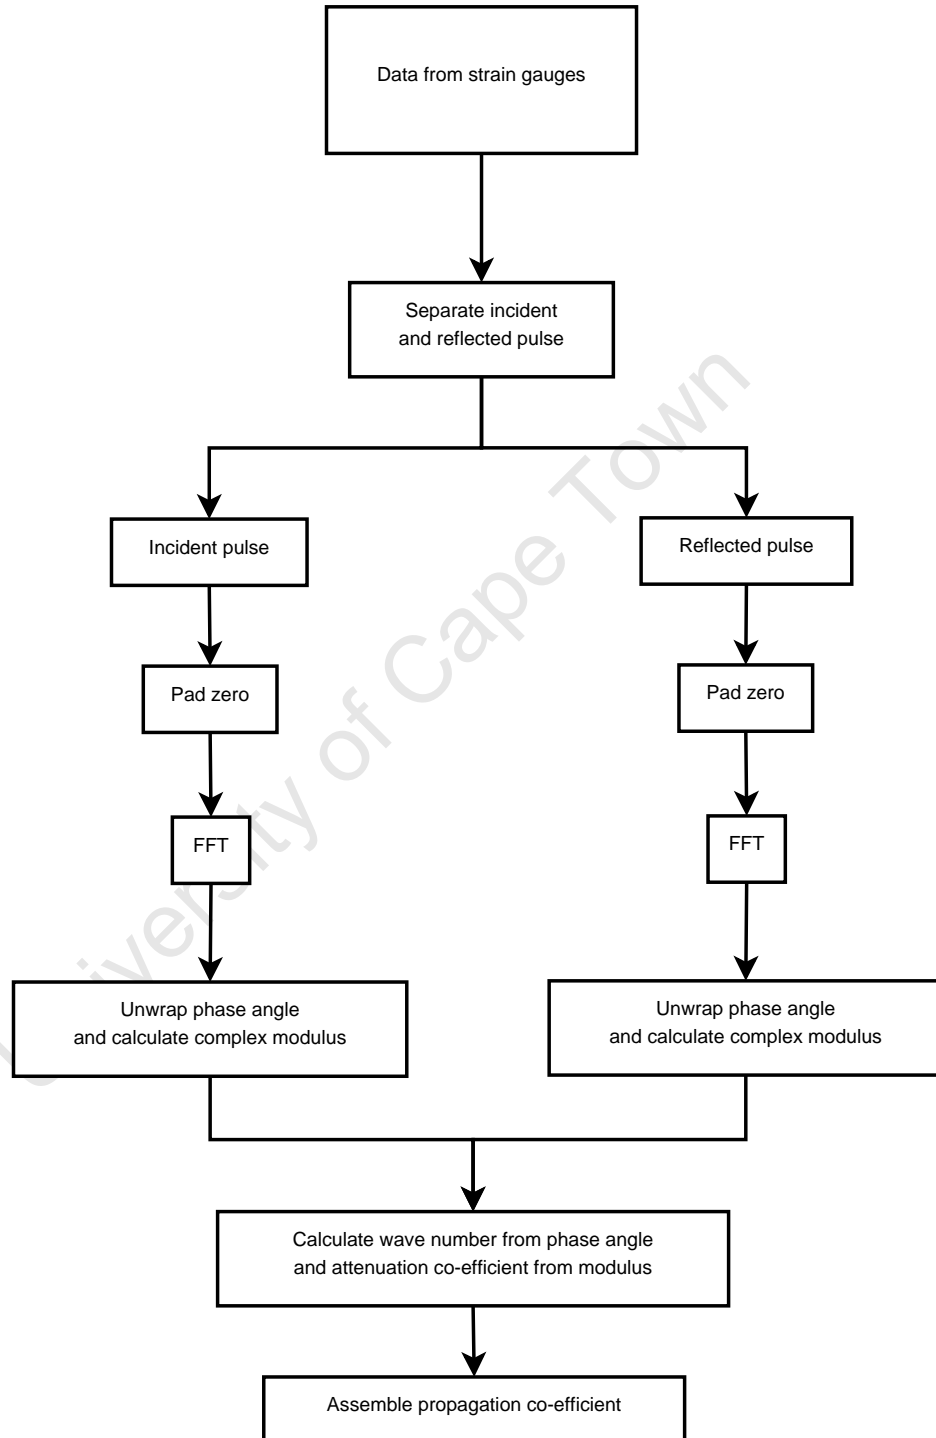 Data from strain gauges
Separate incident
and reflected pulse
Incident pulse
Reflected pulse
Pad zero
Pad zero
FFT
FFT
Unwrap phase angle
and calculate complex modulus
Unwrap phase angle
and calculate complex modulus
Calculate wave number from phase angle
and attenuation co-efficient from modulus
Assemble propagation co-efficient
University of Cape Town